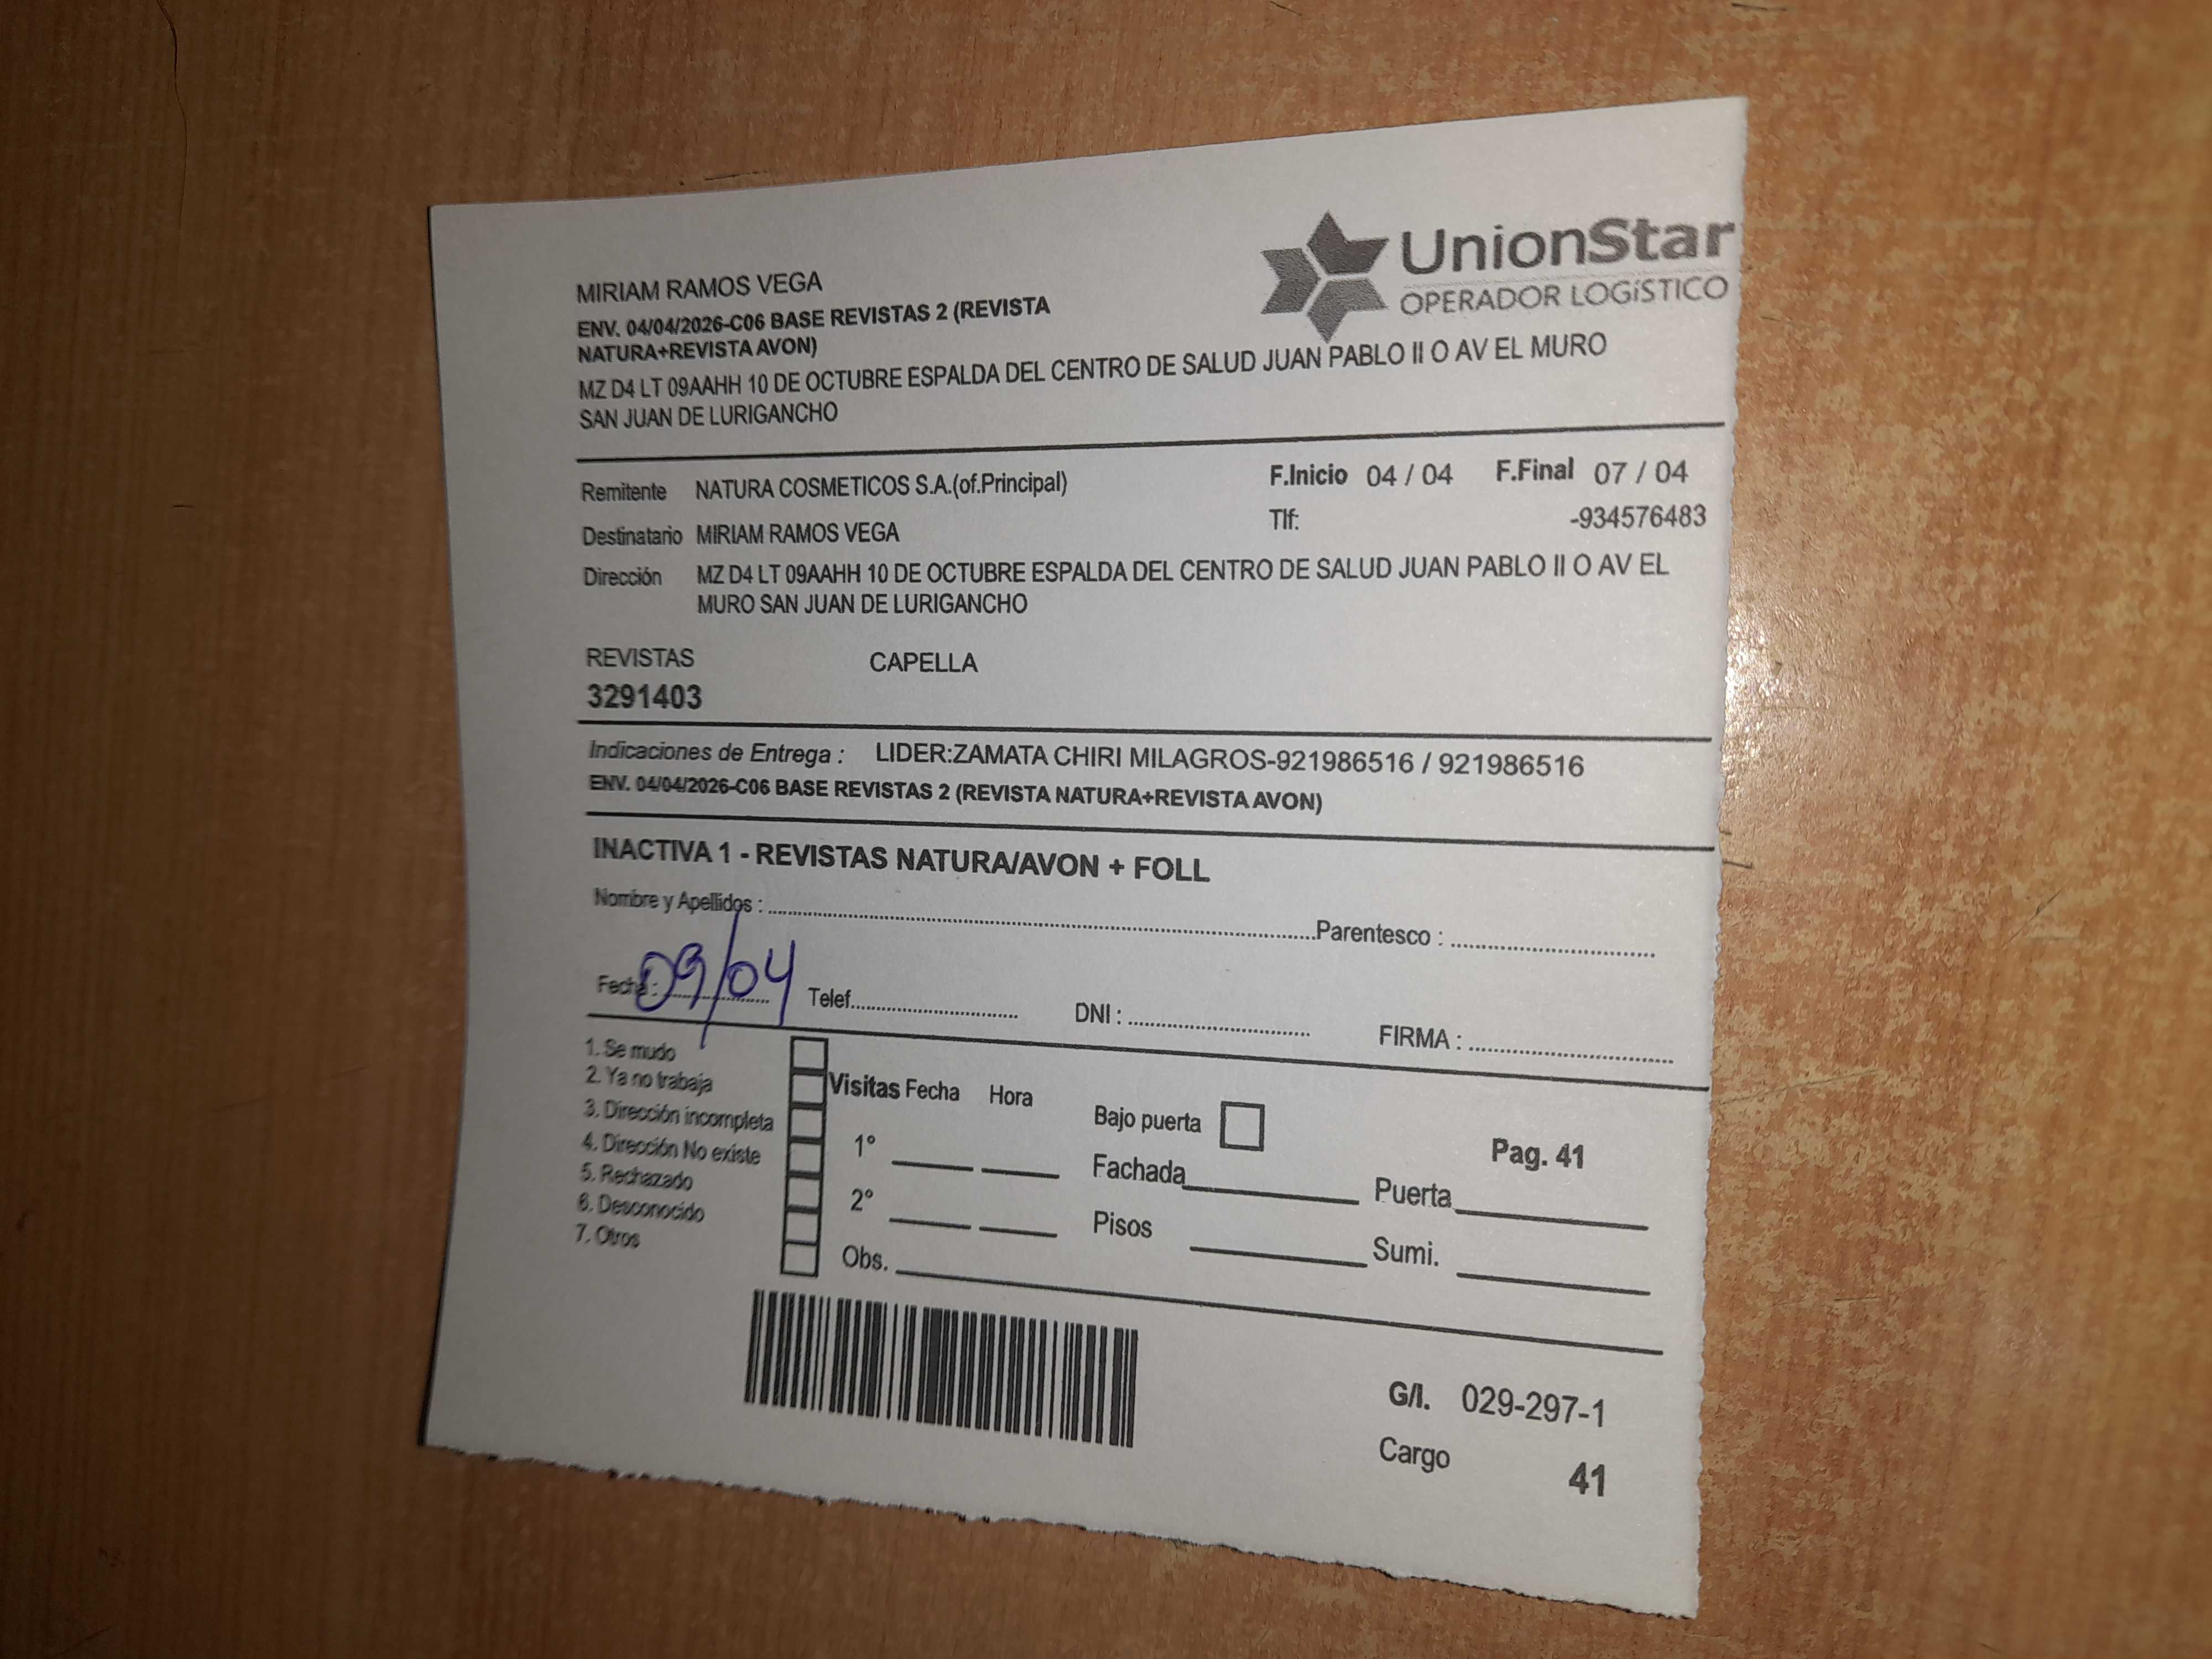 UnionStar
OPERADOR LOGíSTICO
MIRIAM RAMOS VEGA
ENV. 04/04/2026-C06 BASE REVISTAS 2 (REVISTA
NATURA+REVISTA AVON)
MZ D4 LT 09AAHH 10 DE OCTUBRE ESPALDA DEL CENTRO DE SALUD JUAN PABLO II O AV EL MURO
SAN JUAN DE LURIGANCHO
Remitente NATURA COSMETICOS S.A.(of.Principal) F.Inicio 04 / 04 F.Final 07 / 04
Destinatario MIRIAM RAMOS VEGA Tlf: -934576483
Dirección MZ D4 LT 09AAHH 10 DE OCTUBRE ESPALDA DEL CENTRO DE SALUD JUAN PABLO II O AV EL
MURO SAN JUAN DE LURIGANCHO
REVISTAS CAPELLA
3291403
Indicaciones de Entrega : LIDER:ZAMATA CHIRI MILAGROS-921986516 / 921986516
ENV. 04/04/2026-C06 BASE REVISTAS 2 (REVISTA NATURA+REVISTA AVON)
INACTIVA 1 - REVISTAS NATURA/AVON + FOLL
Nombre y Apellidos : Parentesco :
Fecha : 09/04 Telef. DNI : FIRMA :
1. Se mudo
2. Ya no trabaja
3. Dirección incompleta
4. Dirección No existe
5. Rechazado
6. Desconocido
7. Otros
Visitas Fecha Hora
1°
2°
Obs.
Bajo puerta Pag. 41
Fachada Puerta
Pisos Sumi.
G/I. 029-297-1
Cargo 41